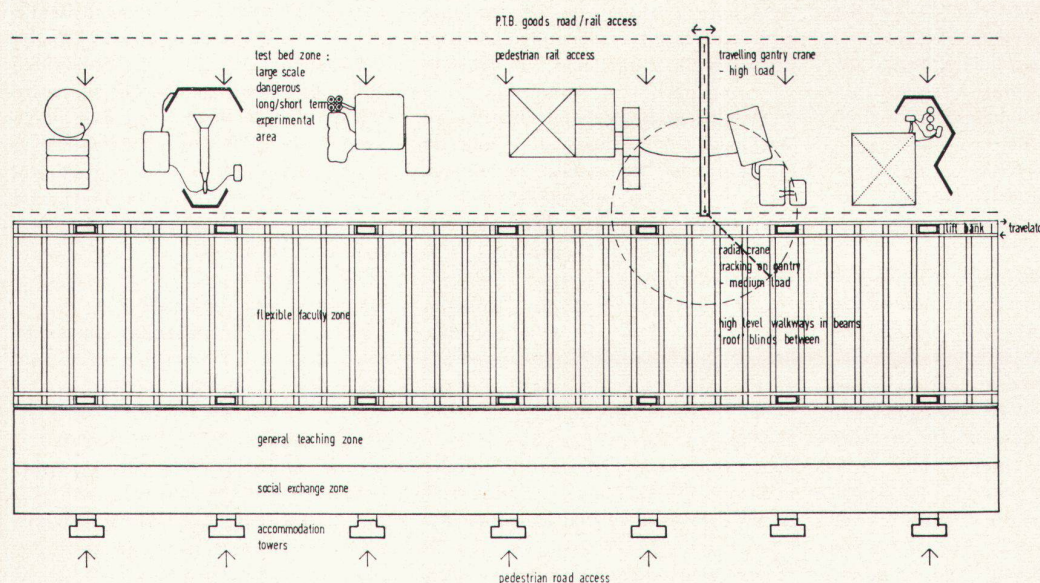 P.T.B. goods road/rail access
test bed zone :
large scale
dangerous
long/short term
experimental
area
pedestrian rail access
travelling gantry crane
- high load
lift bank
travelato
radial crane
tracking on gantry
- medium load
flexible faculty zone
high level walkways in beams
'roof' blinds between
general teaching zone
social exchange zone
accommodation
towers
pedestrian road access